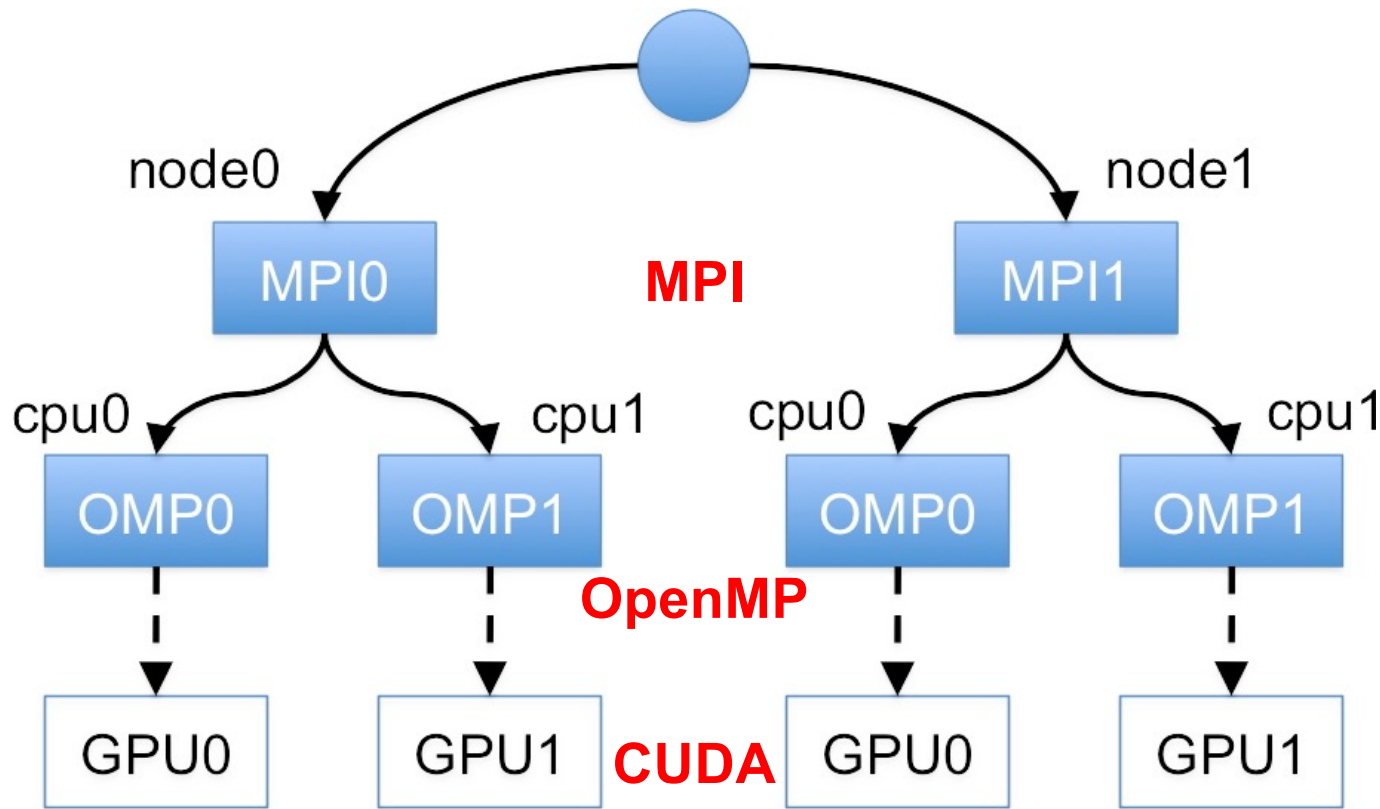 node0
node1
MPI0
MPI
MPI1
cpu0
cpu1
cpu0
cpu1
OMP0
OMP1
OMP0
OMP1
OpenMP
GPU0
GPU1
CUDA
GPU0
GPU1